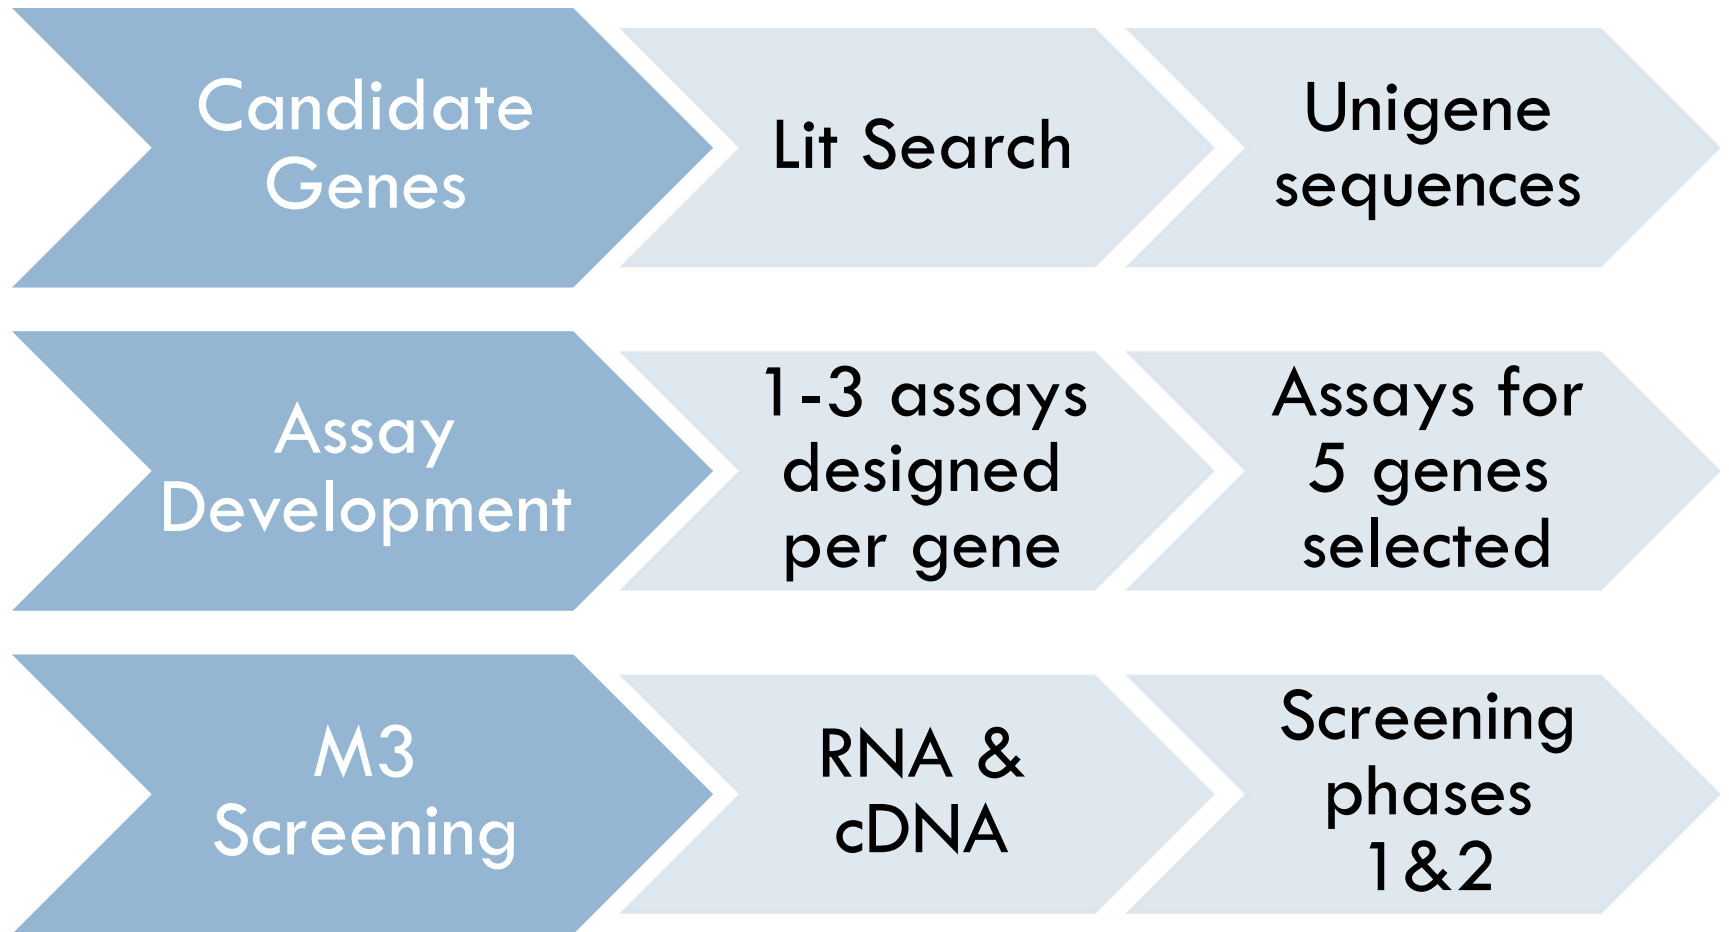 Candidate
Genes
Lit Search
Unigene
sequences
Assay
Development
1-3 assays
designed
per gene
Assays for
5 genes
selected
M3
Screening
RNA &
cDNA
Screening
phases
1&2